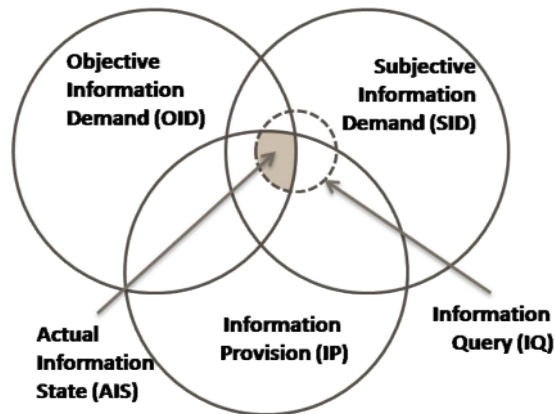 Objective
Information
Demand (OID)
Subjective
Information
Demand (SID)
Actual
Information
State (AIS)
Information
Provision (IP)
Information
Query (IQ)